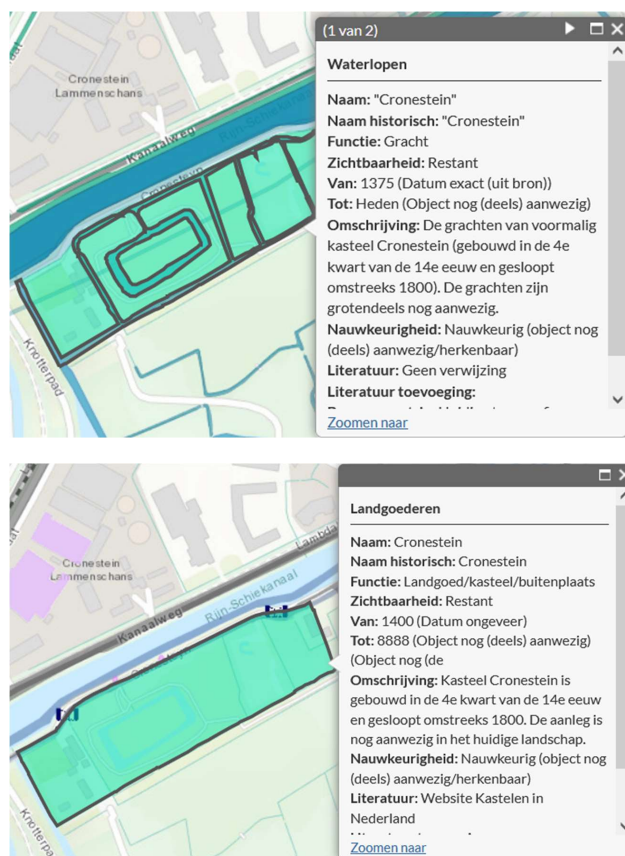 (1 van 2)
Waterlopen
Naam: "Cronestein"
Naam historisch: "Cronestein"
Functie: Gracht
Zichtbaarheid: Restant
Van: 1375 (Datum exact (uit bron))
Tot: Heden (Object nog (deels) aanwezig)
Omschrijving: De grachten van voormalig
kasteel Cronestein (gebouwd in de 4e
kwart van de 14e eeuw en gesloopt
omstreeks 1800). De grachten zijn
grotendeels nog aanwezig.
Nauwkeurigheid: Nauwkeurig (object nog
(deels) aanwezig/herkenbaar)
Literatuur: Geen verwijzing
Literatuur toevoeging:
Zoomen naar
Cronestein
Lammenschans
Kanaalweg
Rijn-Schiekanaal
Cronesteyn
Knotterpad
Landgoederen
Naam: Cronestein
Naam historisch: Cronestein
Functie: Landgoed/kasteel/buitenplaats
Zichtbaarheid: Restant
Van: 1400 (Datum ongeveer)
Tot: 8888 (Object nog (deels) aanwezig)
(Object nog (de
Omschrijving: Kasteel Cronestein is
gebouwd in de 4e kwart van de 14e eeuw
en gesloopt omstreeks 1800. De aanleg is
nog aanwezig in het huidige landschap.
Nauwkeurigheid: Nauwkeurig (object nog
(deels) aanwezig/herkenbaar)
Literatuur: Website Kastelen in
Nederland
Zoomen naar
Cronestein
Lammenschans
Lambda
Kanaalweg
Rijn-Schiekanaal
Knotterpa